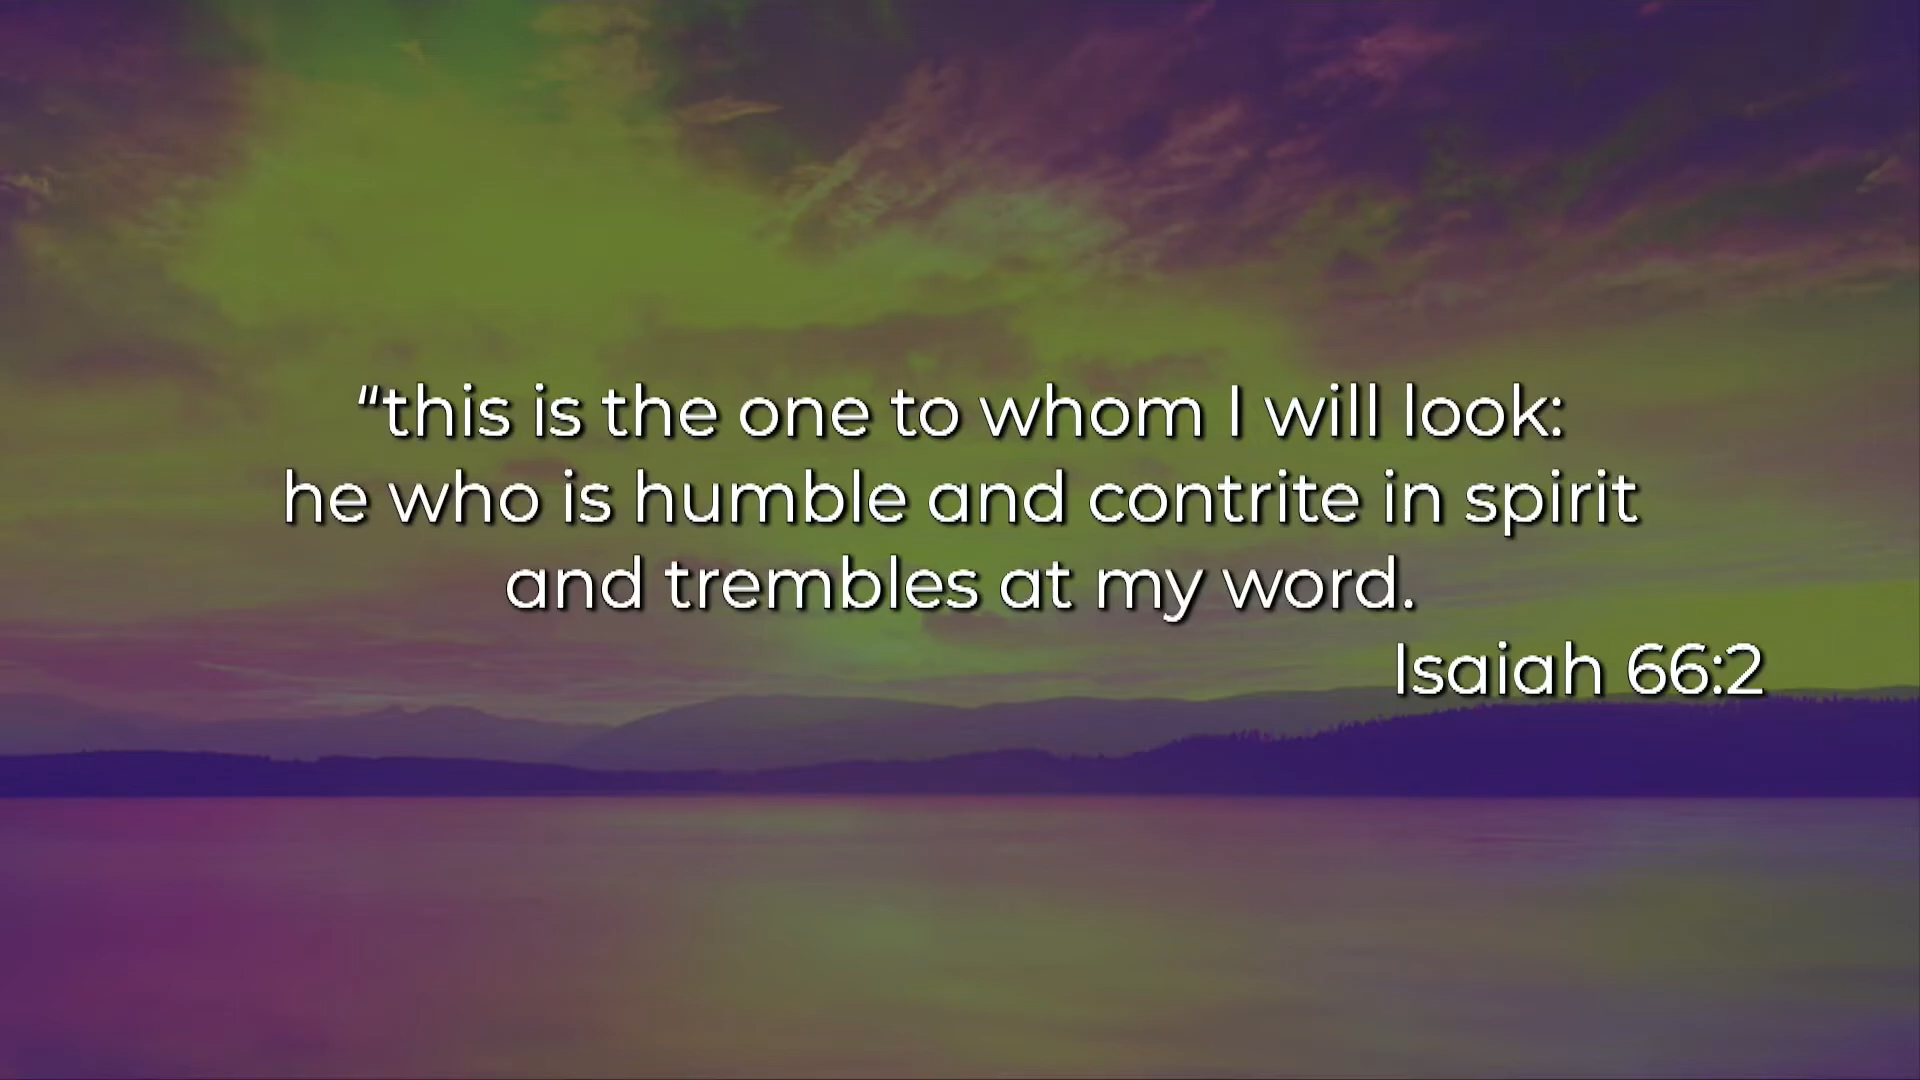 "this is the one to whom I will look:
he who is humble and contrite in spirit
and trembles at my word.
Isaiah 66:2